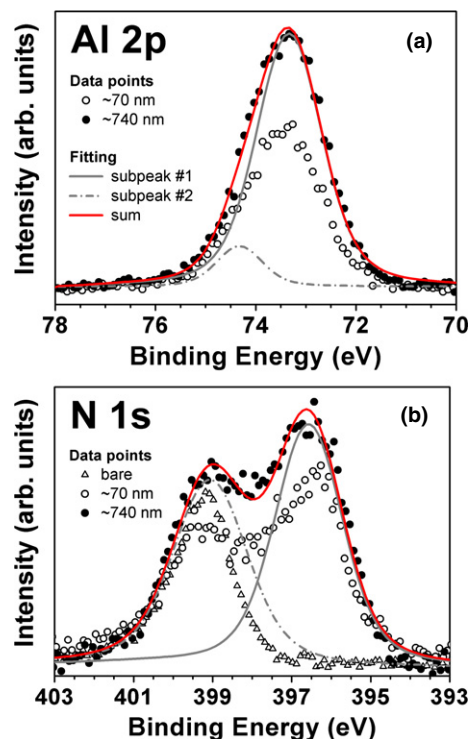 Al 2p
(a)
Data points
~70 nm
~740 nm
Fitting
subpeak #1
subpeak #2
sum
Intensity (arb. units)
78 76 74 72 70
Binding Energy (eV)
N 1s
(b)
Data points
bare
~70 nm
~740 nm
Intensity (arb. units)
403 401 399 397 395 393
Binding Energy (eV)